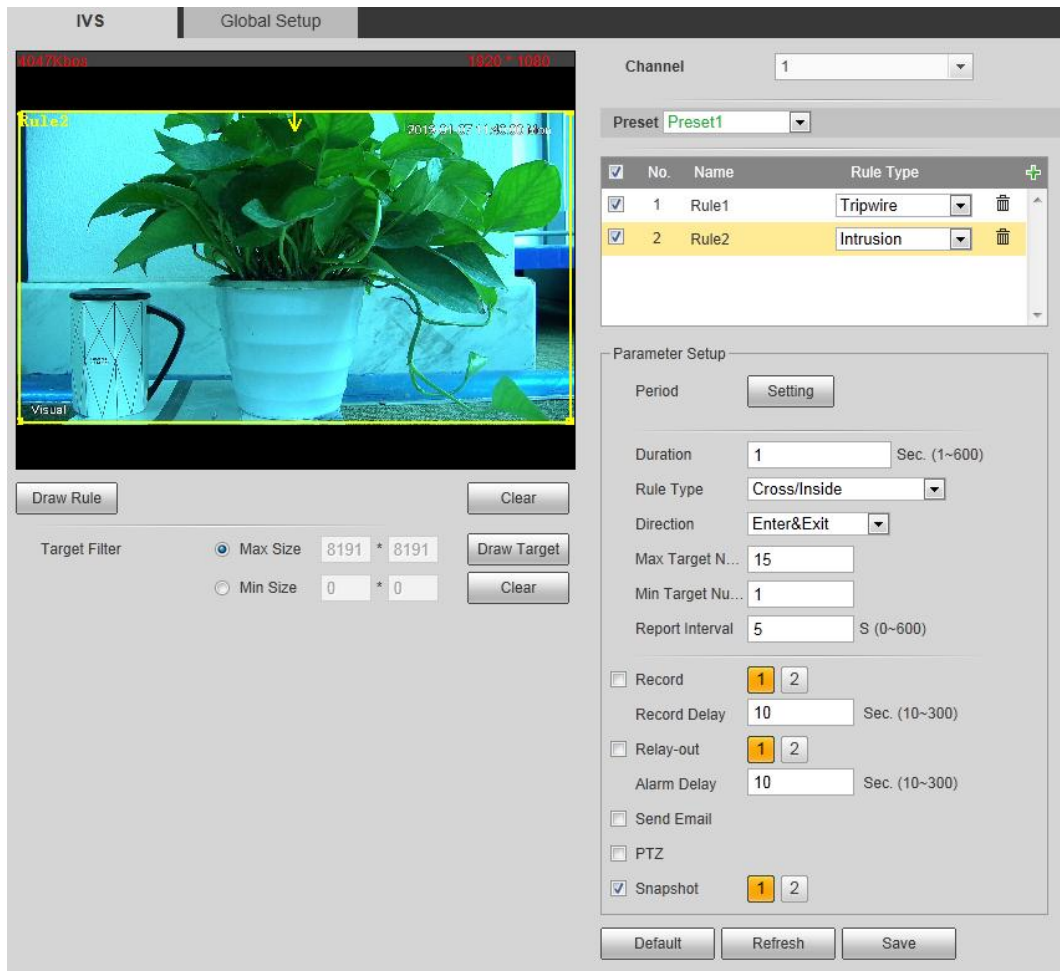 IVS Global Setup
4047Kbps 1920 * 1080
Rule2
Visual
Draw Rule Clear
Target Filter Max Size 8191 * 8191 Draw Target
Min Size 0 * 0 Clear
Channel 1
Preset Preset1
No. Name Rule Type
1 Rule1 Tripwire
2 Rule2 Intrusion
Parameter Setup
Period Setting
Duration 1 Sec. (1~600)
Rule Type Cross/Inside
Direction Enter&Exit
Max Target N... 15
Min Target Nu... 1
Report Interval 5 S (0~600)
Record 1 2
Record Delay 10 Sec. (10~300)
Relay-out 1 2
Alarm Delay 10 Sec. (10~300)
Send Email
PTZ
Snapshot 1 2
Default Refresh Save